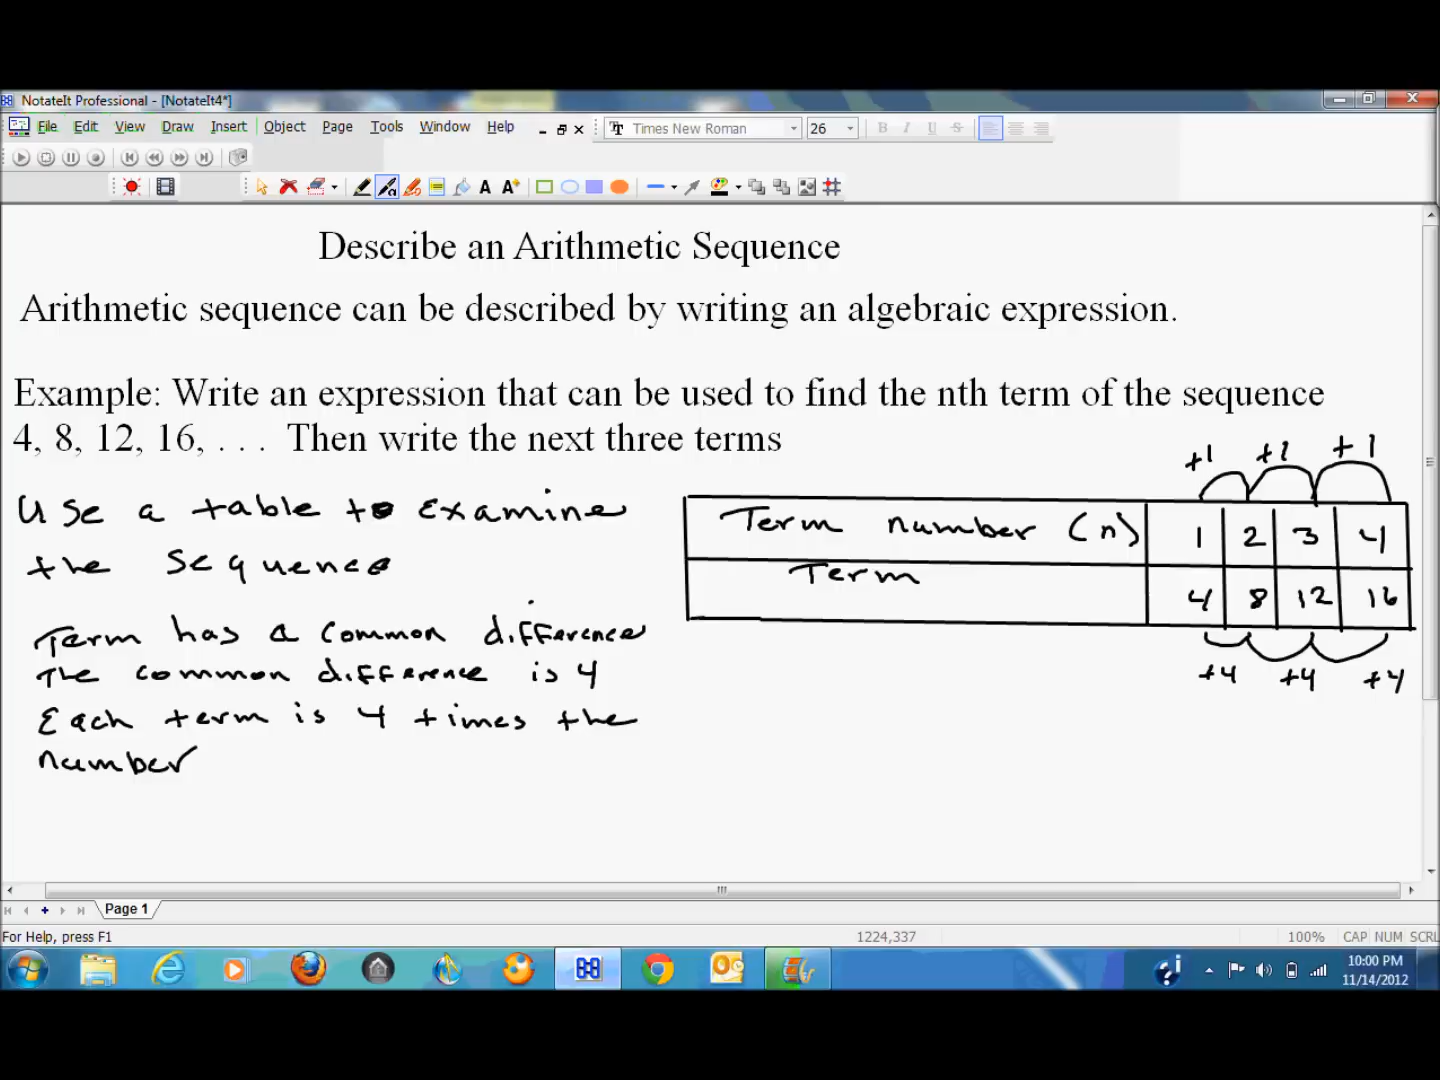 NotateIt Professional - [NotateIt4*]
File Edit View Draw Insert Object Page Tools Window Help
Times New Roman 26 B I U S
Describe an Arithmetic Sequence
Arithmetic sequence can be described by writing an algebraic expression.
Example: Write an expression that can be used to find the nth term of the sequence
4, 8, 12, 16, . . . Then write the next three terms
+1 +1 +1
Use a table to examine
the sequence
Term number (n) 1 2 3 4
Term 4 8 12 16
+4 +4 +4
Term has a common difference
The common difference is 4
Each term is 4 times the
number
Page 1
For Help, press F1 1224,337 100% CAP NUM SCRL
10:00 PM
11/14/2012